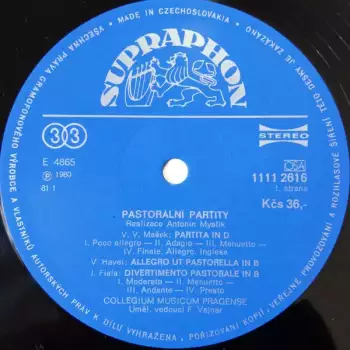 MADE IN CZECHOSLOVAKIA
VŠECHNA PRÁVA GRAMOFONOVÉHO VÝROBCE A VLASTNÍKŮ AUTORSKÝCH PRÁV K DÍLU VYHRAŽENA. POŘIZOVÁNÍ KOPIÍ, VEŘEJNÉ PROVOZOVÁNÍ A ROZHLASOVÉ ŠÍŘENÍ TÉTO DESKY JE ZAKÁZÁNO
SUPRAPHON
33
STEREO
E 4865
℗ 1980
81 1
OSA
1111 2616
1. strana
Kčs 36,-
PASTORÁLNÍ PARTITY
Realizace Antonín Myslík
V. V. Mašek: PARTITA IN D
I. Poco allegro — II. Adagio — III. Menuetto —
IV. Finale. Allegro. Inglese
V. Havel: ALLEGRO UT PASTORELLA IN B
I. Fiala: DIVERTIMENTO PASTORALE IN B
I. Moderato — II. Menuetto —
III. Andante — IV. Presto
COLLEGIUM MUSICUM PRAGENSE
Uměl. vedoucí F. Vajnar